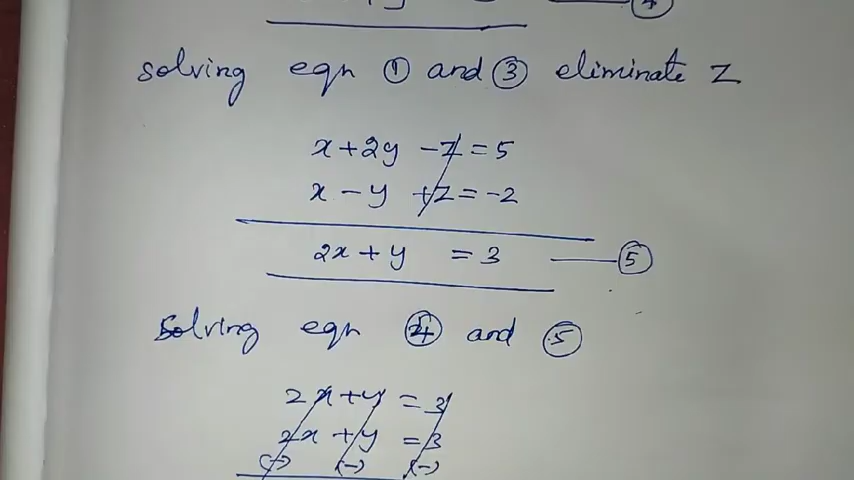 ④
solving eqn ① and ③ eliminate z
x+2y -z = 5
x - y +z = -2
2x + y = 3 —— ⑤
Solving eqn ④ and ⑤
2x+y = 3
2x +y = 3
(-) (-) (-)